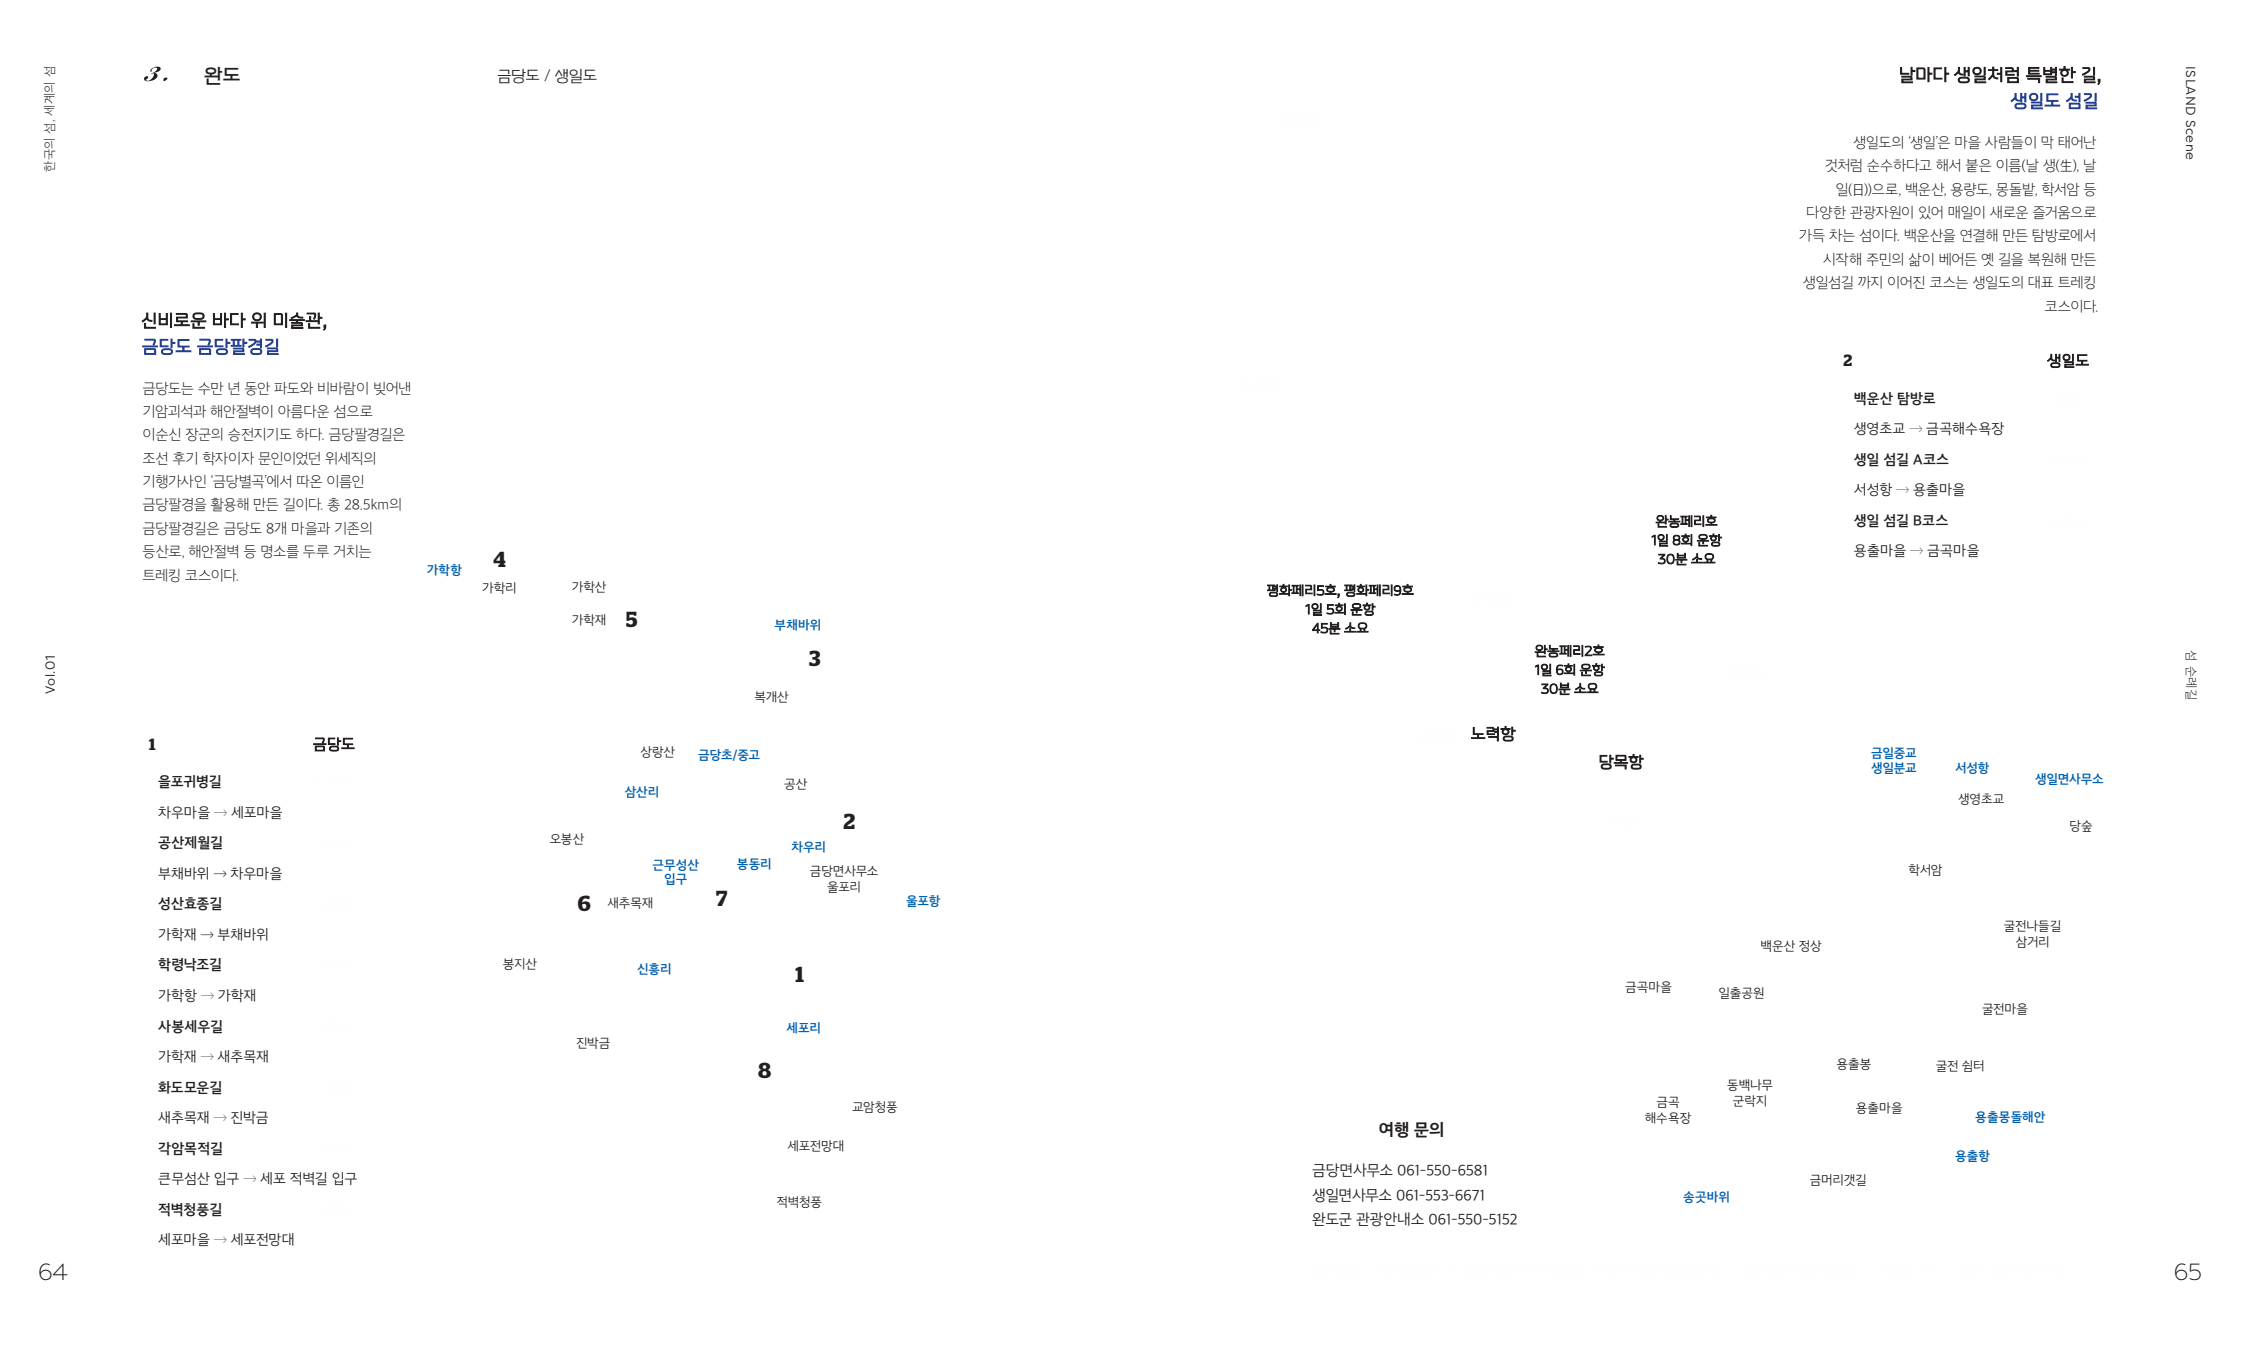 한국의 섬, 세계의 섬
3. 완도
금당도 / 생일도
신비로운 바다 위 미술관,
금당도 금당팔경길
금당도는 수만 년 동안 파도와 비바람이 빚어낸
기암괴석과 해안절벽이 아름다운 섬으로
이순신 장군의 승전지기도 하다. 금당팔경길은
조선 후기 학자이자 문인이었던 위세직의
기행가사인 '금당별곡'에서 따온 이름인
금당팔경을 활용해 만든 길이다. 총 28.5km의
금당팔경길은 금당도 8개 마을과 기존의
등산로, 해안절벽 등 명소를 두루 거치는
트레킹 코스이다.
Vol.01
1 금당도
율포귀병길
차우마을 → 세포마을
공산제월길
부채바위 → 차우마을
성산효종길
가학재 → 부채바위
학령낙조길
가학항 → 가학재
사봉세우길
가학재 → 새추목재
화도모운길
새추목재 → 진박금
각암목적길
큰무섬산 입구 → 세포 적벽길 입구
적벽청풍길
세포마을 → 세포전망대
64
가학항
4
가학리
가학산
가학재
5
부채바위
3
복개산
상랑산
금당초/중고
공산
삼산리
2
오봉산
차우리
근무성산
입구
봉동리
금당면사무소
울포리
6
새추목재
7
울포항
봉지산
신흥리
1
세포리
진박금
8
교암청풍
세포전망대
적벽청풍
날마다 생일처럼 특별한 길,
생일도 섬길
생일도의 '생일'은 마을 사람들이 막 태어난
것처럼 순수하다고 해서 붙은 이름(날 생(生), 날
일(日))으로, 백운산, 용량도, 몽돌밭, 학서암 등
다양한 관광자원이 있어 매일이 새로운 즐거움으로
가득 차는 섬이다. 백운산을 연결해 만든 탐방로에서
시작해 주민의 삶이 베어든 옛 길을 복원해 만든
생일섬길 까지 이어진 코스는 생일도의 대표 트레킹
코스이다.
2 생일도
백운산 탐방로
생영초교 → 금곡해수욕장
생일 섬길 A코스
서성항 → 용출마을
생일 섬길 B코스
용출마을 → 금곡마을
ISLAND Scene
섬 순례길
완농페리호
1일 8회 운항
30분 소요
평화페리5호, 평화페리9호
1일 5회 운항
45분 소요
완농페리2호
1일 6회 운항
30분 소요
노력항
당목항
금일중교
생일분교
서성항
생일면사무소
생영초교
당숲
학서암
굴전나들길
삼거리
백운산 정상
금곡마을
일출공원
굴전마을
용출봉
굴전 쉼터
동백나무
군락지
금곡
해수욕장
용출마을
용출몽돌해안
용출항
금머리갯길
송곳바위
여행 문의
금당면사무소 061-550-6581
생일면사무소 061-553-6671
완도군 관광안내소 061-550-5152
65